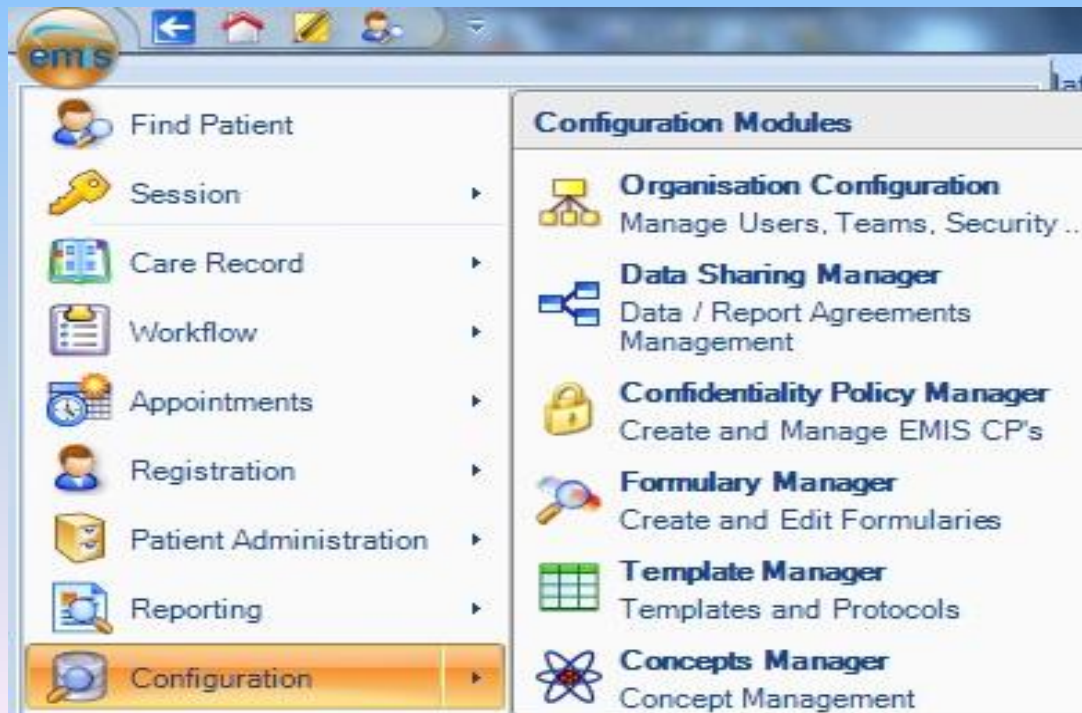 emis
Find Patient
Session
Care Record
Workflow
Appointments
Registration
Patient Administration
Reporting
Configuration
Configuration Modules
Organisation Configuration
Manage Users, Teams, Security ..
Data Sharing Manager
Data / Report Agreements
Management
Confidentiality Policy Manager
Create and Manage EMIS CP's
Formulary Manager
Create and Edit Formularies
Template Manager
Templates and Protocols
Concepts Manager
Concept Management